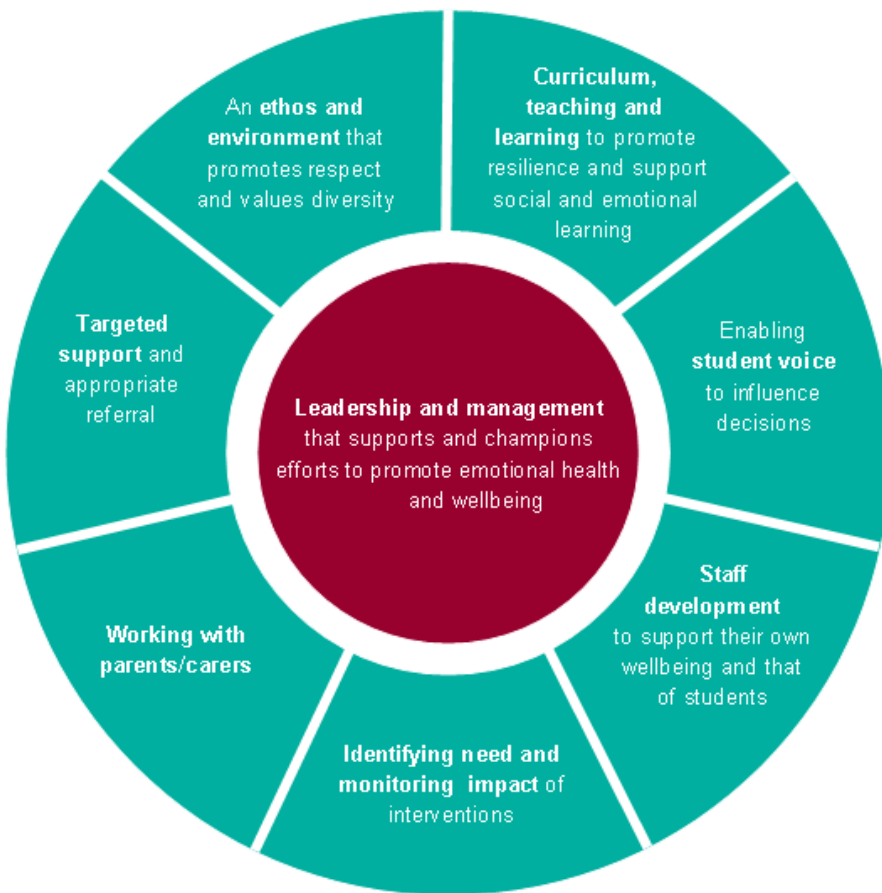 An ethos and
environment that
promotes respect
and values diversity
Curriculum,
teaching and
learning to promote
resilience and support
social and emotional
learning
Enabling
student voice
to influence
decisions
Staff
development
to support their own
wellbeing and that
of students
Identifying need and
monitoring impact of
interventions
Working with
parents/carers
Targeted
support and
appropriate
referral
Leadership and management
that supports and champions
efforts to promote emotional health
and wellbeing